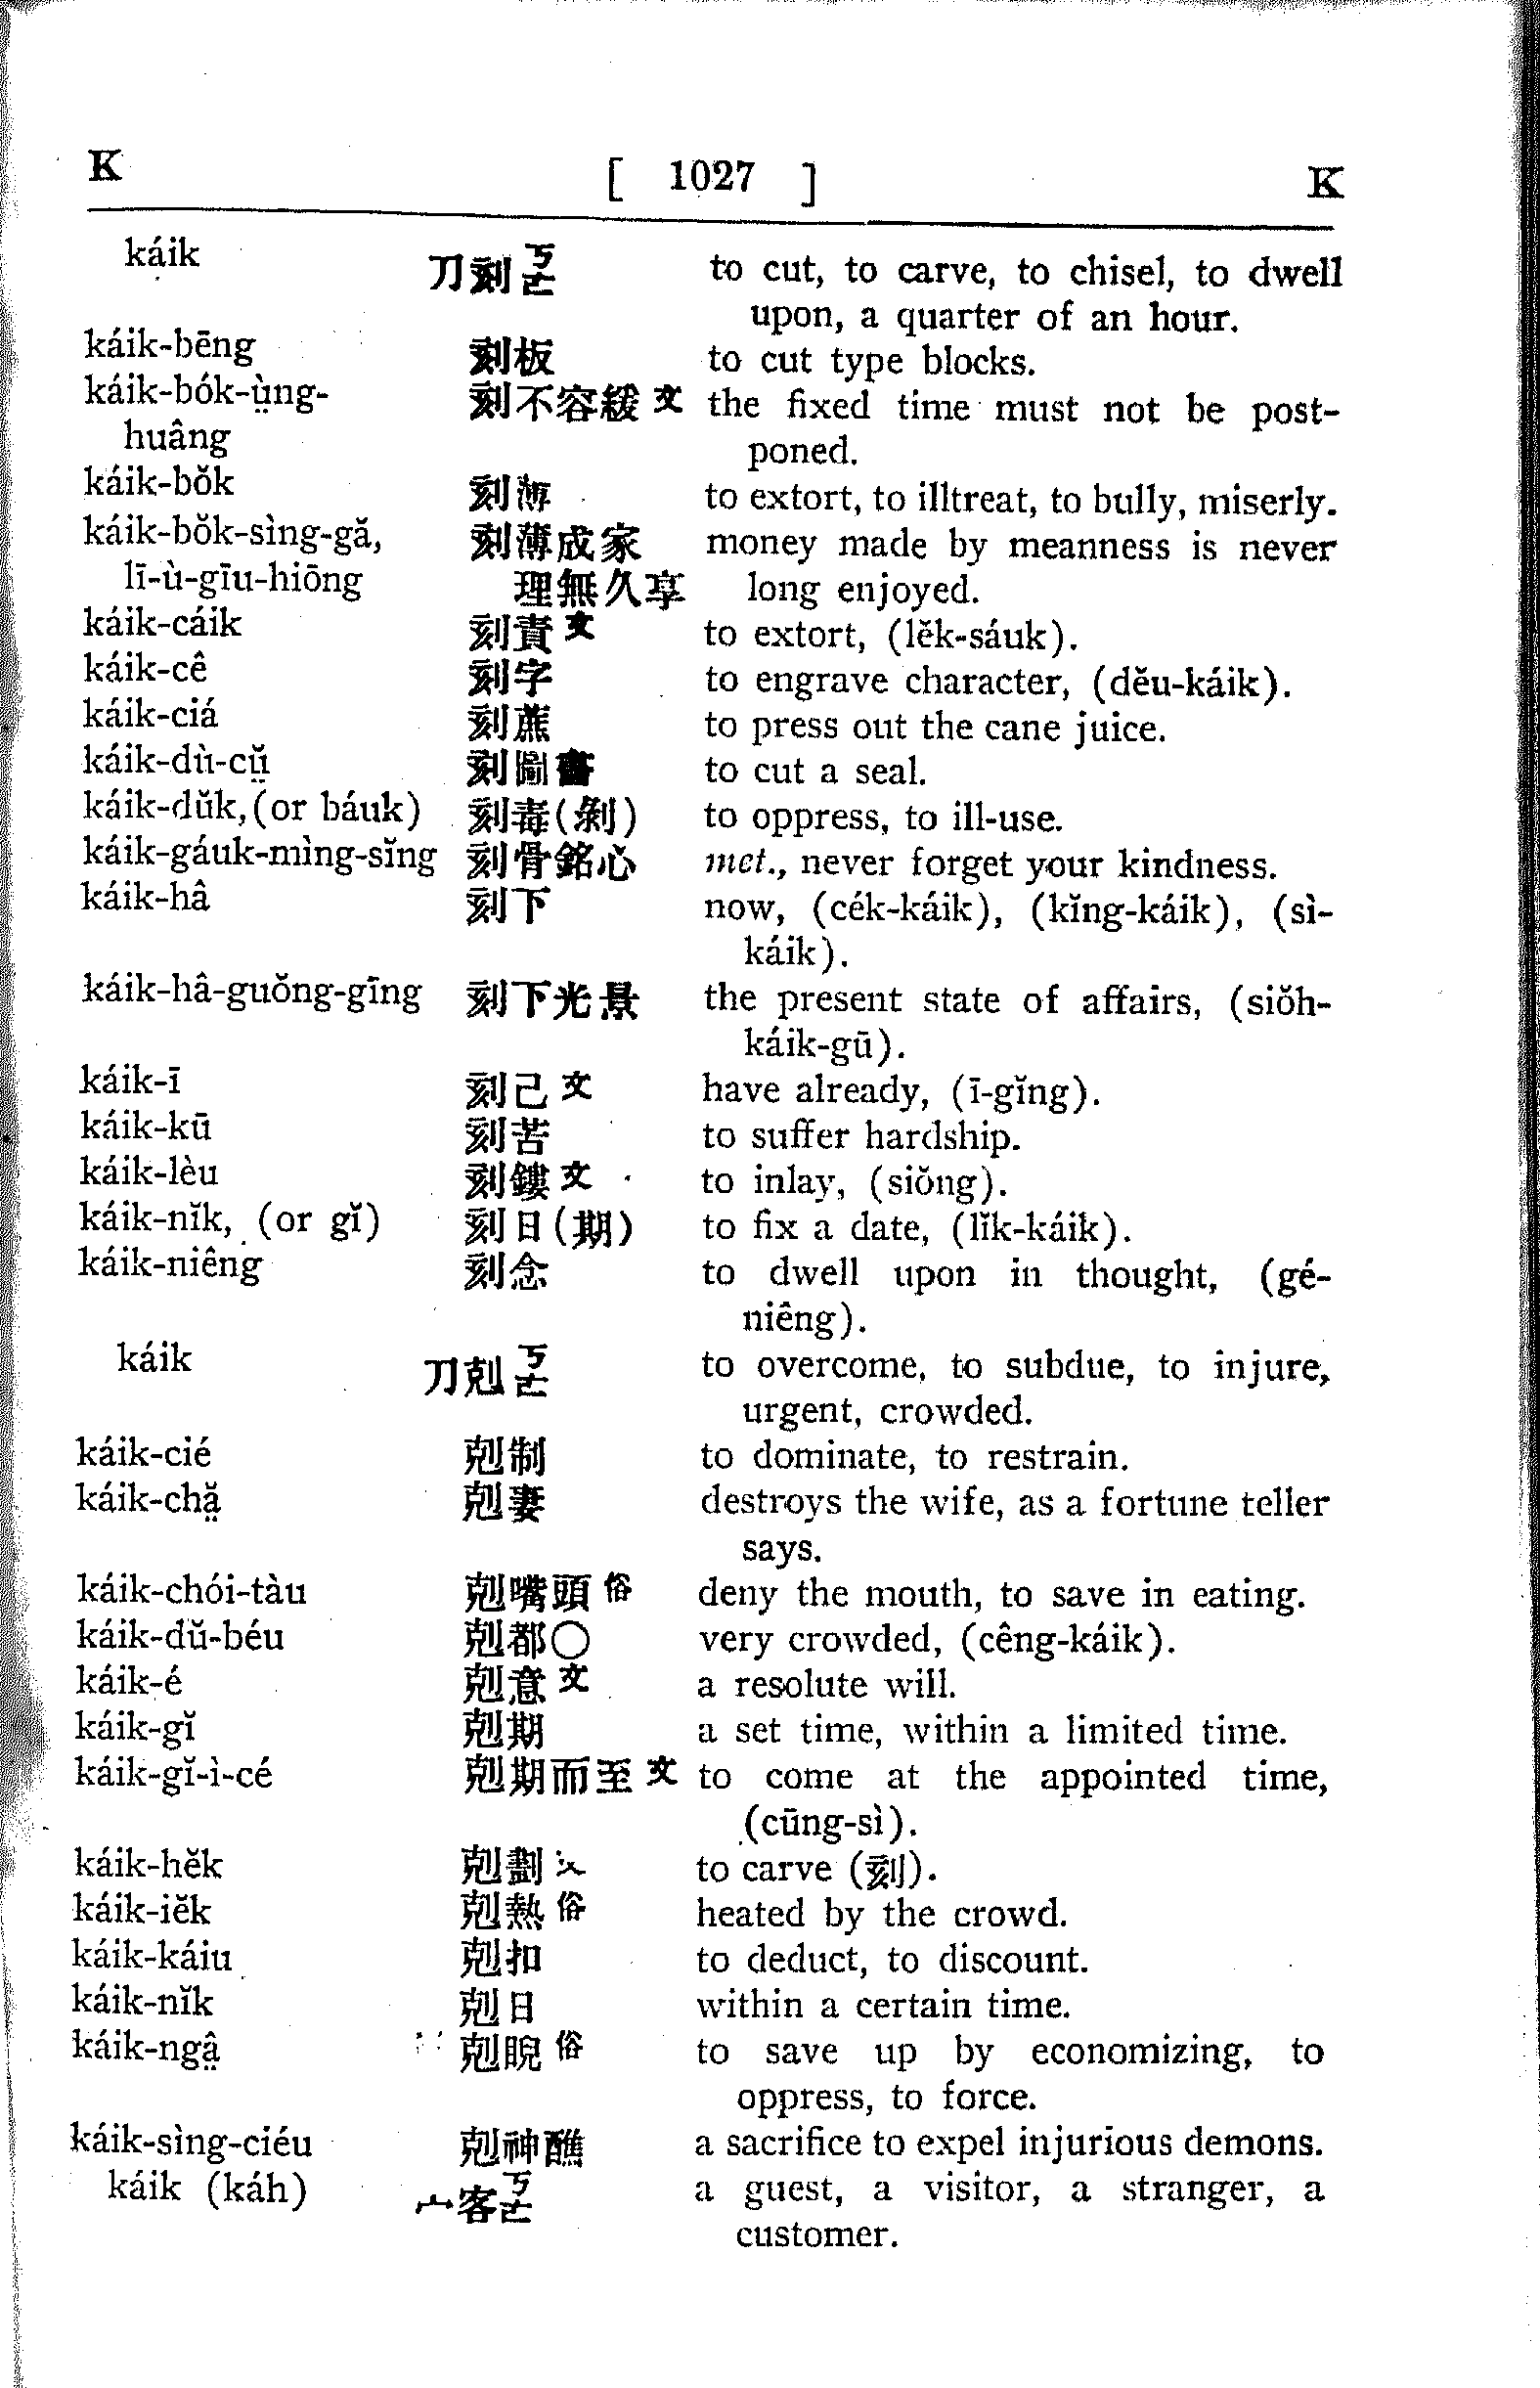 K [ 1027 ] K
káik 刀 刻 ㄎㄜ to cut, to carve, to chisel, to dwell
upon, a quarter of an hour.
káik-bēng 刻板 to cut type blocks.
káik-bók-ṳ̀ng- 刻不容緩 文 the fixed time must not be post-
huâng poned.
káik-bŏk 刻薄 to extort, to illtreat, to bully, miserly.
káik-bŏk-sìng-gă, 刻薄成家 money made by meanness is never
lī-ù-gīu-hiōng 理無久享 long enjoyed.
káik-cáik 刻責 文 to extort, (lĕk-sáuk).
káik-cê 刻字 to engrave character, (dĕu-káik).
káik-ciá 刻蔗 to press out the cane juice.
káik-dù-cṳ̆ 刻圖書 to cut a seal.
káik-dŭk, (or báuk) 刻毒(剝) to oppress, to ill-use.
káik-gáuk-mìng-sĭng 刻骨銘心 met., never forget your kindness.
káik-hâ 刻下 now, (cék-káik), (kĭng-káik), (sì-
káik).
káik-hâ-guŏng-gīng 刻下光景 the present state of affairs, (siŏh-
káik-gū).
káik-ī 刻己 文 have already, (ī-gĭng).
káik-kū 刻苦 to suffer hardship.
káik-lèu 刻鏤 文 to inlay, (siŏng).
káik-nĭk, (or gĭ) 刻日(期) to fix a date, (lĭk-káik).
káik-niêng 刻念 to dwell upon in thought, (gé-
niêng).
káik 刀 剋 ㄎㄜ to overcome, to subdue, to injure,
urgent, crowded.
káik-cié 剋制 to dominate, to restrain.
káik-chă̤ 剋妻 destroys the wife, as a fortune teller
says.
káik-chói-tàu 剋嘴頭 俗 deny the mouth, to save in eating.
káik-dŭ-béu 剋都○ very crowded, (cêng-káik).
káik-é 剋意 文 a resolute will.
káik-gĭ 剋期 a set time, within a limited time.
káik-gĭ-ì-cé 剋期而至 文 to come at the appointed time,
(cūng-sì).
káik-hĕk 剋劃 to carve (刻).
káik-iĕk 剋熱 俗 heated by the crowd.
káik-káiu 剋扣 to deduct, to discount.
káik-nĭk 剋日 within a certain time.
káik-ngâ̤ 剋睨 俗 to save up by economizing, to
oppress, to force.
káik-sìng-ciéu 剋神醮 a sacrifice to expel injurious demons.
káik (káh) 宀 客 ㄎㄜ a guest, a visitor, a stranger, a
customer.